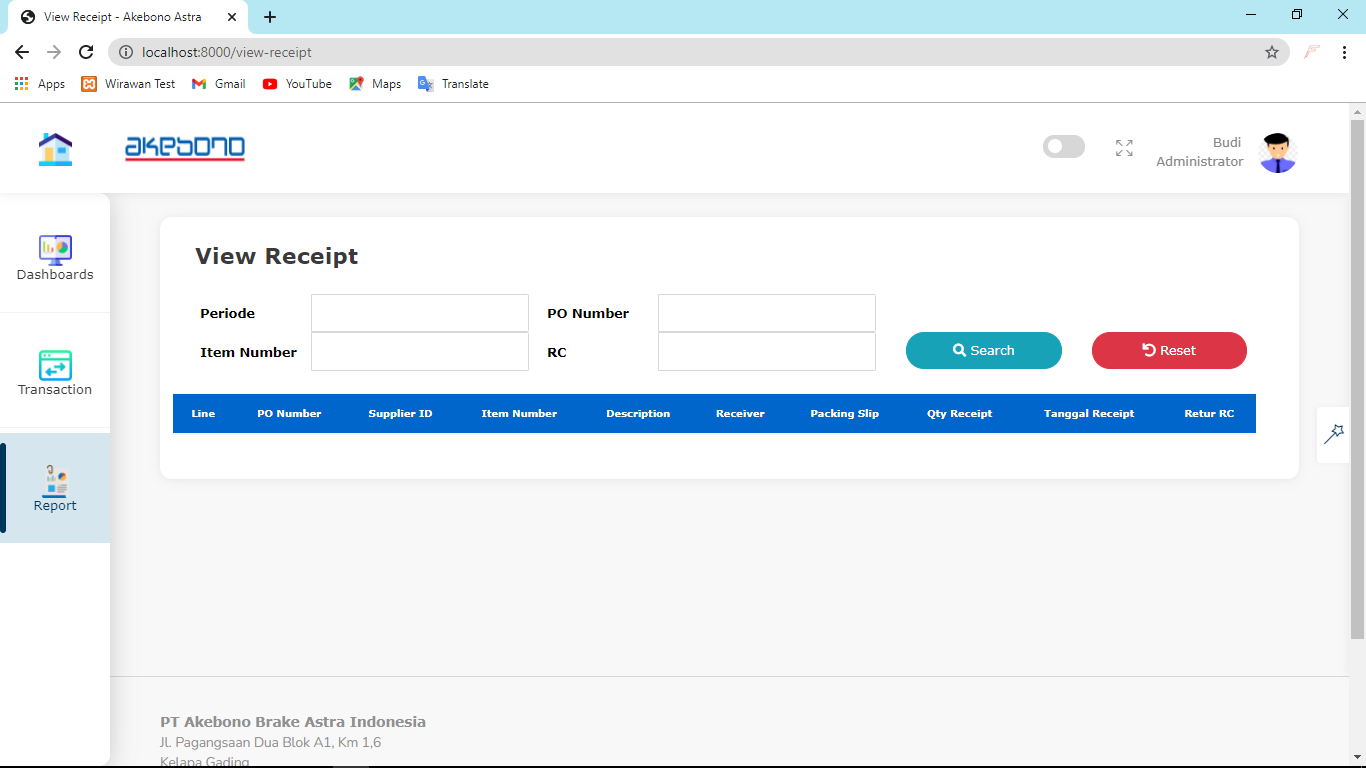 View Receipt - Akebono Astra
localhost:8000/view-receipt
Apps Wirawan Test Gmail YouTube Maps Translate
akebono
Budi
Administrator
Dashboards
Transaction
Report
View Receipt
Periode PO Number
Item Number RC Search Reset
Line PO Number Supplier ID Item Number Description Receiver Packing Slip Qty Receipt Tanggal Receipt Retur RC
PT Akebono Brake Astra Indonesia
Jl. Pagangsaan Dua Blok A1, Km 1,6
Kelapa Gading